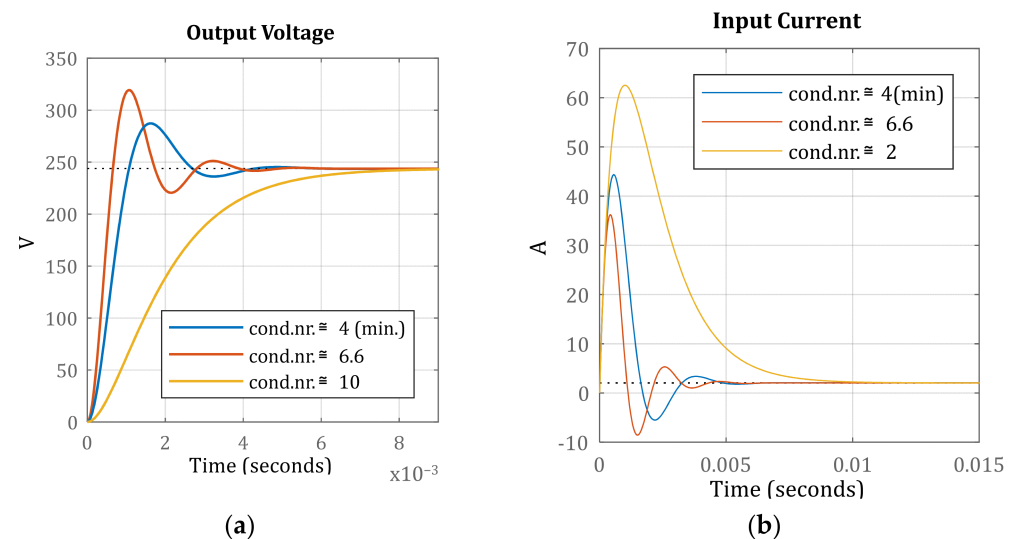 Output Voltage
350
300
250
200
150
100
50
0
V
0 2 4 6 8
Time (seconds)
x10⁻³
cond.nr.≅ 4 (min.)
cond.nr.≅ 6.6
cond.nr.≅ 10
(a)
Input Current
70
60
50
40
30
20
10
0
-10
A
0 0.005 0.01 0.015
Time (seconds)
cond.nr.≅ 4(min)
cond.nr.≅ 6.6
cond.nr.≅ 2
(b)